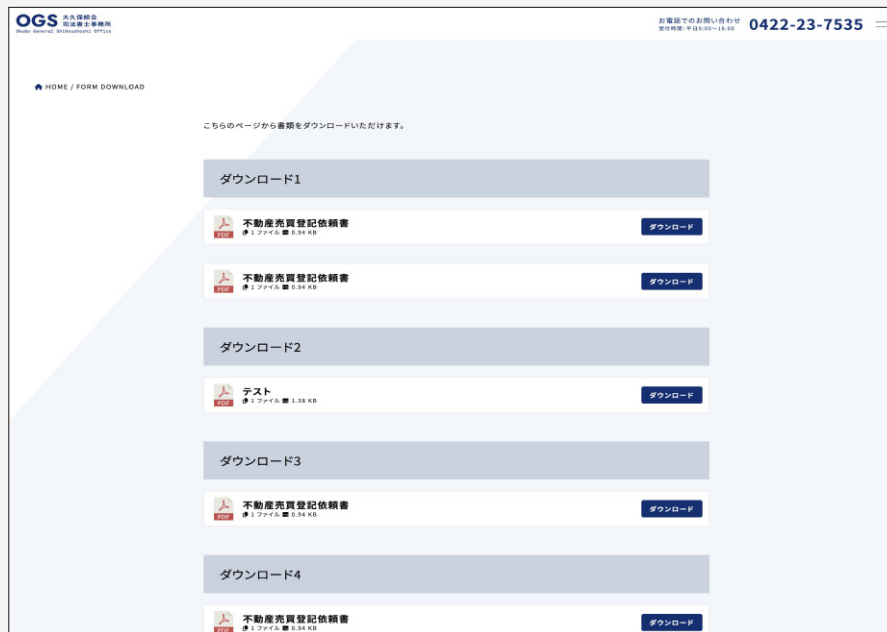 OGS 大久保総合
司法書士事務所
Okubo General Shihoushoshi Office
お電話でのお問い合わせ
受付時間:平日9:00〜18:00
0422-23-7535
HOME / FORM DOWNLOAD
こちらのページから書類をダウンロードいただけます。
ダウンロード1
PDF
不動産売買登記依頼書
1 ファイル 0.94 KB
ダウンロード
PDF
不動産売買登記依頼書
1 ファイル 0.94 KB
ダウンロード
ダウンロード2
PDF
テスト
1 ファイル 1.38 KB
ダウンロード
ダウンロード3
PDF
不動産売買登記依頼書
1 ファイル 0.94 KB
ダウンロード
ダウンロード4
PDF
不動産売買登記依頼書
1 ファイル 0.94 KB
ダウンロード